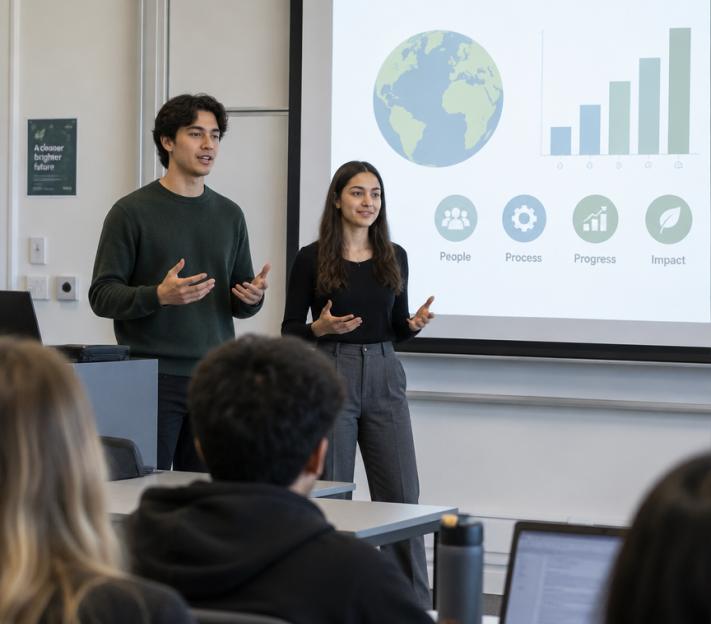 A cleaner
brighter
future
People
Process
Progress
Impact